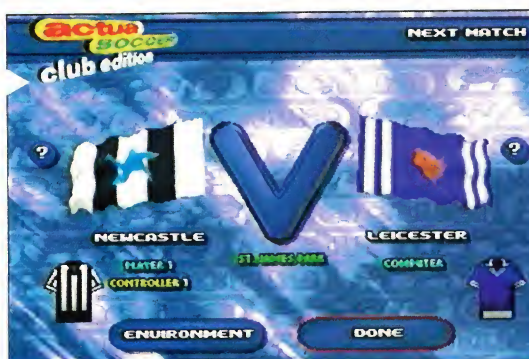 actua
SOCCER
club edition
NEXT MATCH
?
V
?
NEWCASTLE
LEICESTER
PLAYER 1
CONTROLLER 1
ST. JAMES PARK
COMPUTER
ENVIRONMENT
DONE